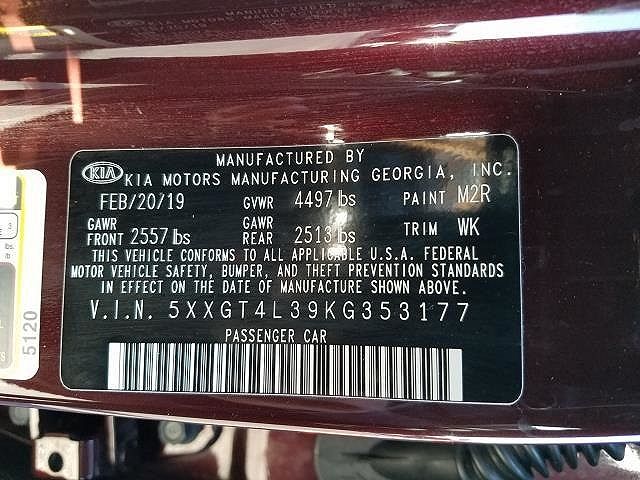 MANUFACTURED BY
KIA KIA MOTORS MANUFACTURING GEORGIA, INC.
FEB/20/19 GVWR 4497 lbs PAINT M2R
GAWR FRONT 2557 lbs GAWR REAR 2513 lbs TRIM WK
THIS VEHICLE CONFORMS TO ALL APPLICABLE U.S.A. FEDERAL
MOTOR VEHICLE SAFETY, BUMPER, AND THEFT PREVENTION STANDARDS
IN EFFECT ON THE DATE OF MANUFACTURE SHOWN ABOVE.
V.I.N. 5XXGT4L39KG353177
PASSENGER CAR
5120